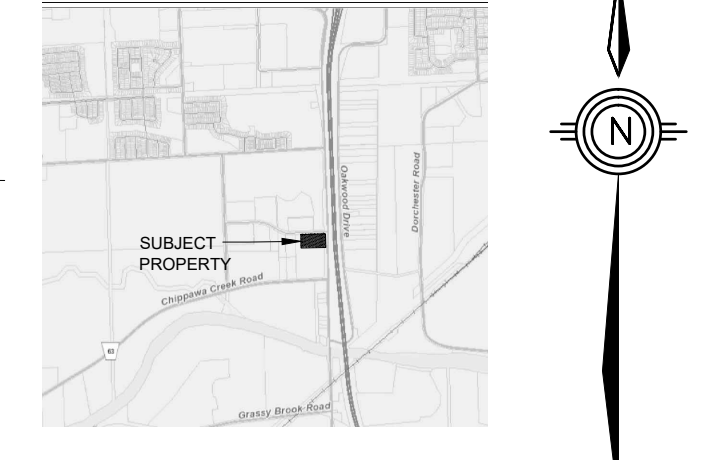 N
Oakwood Drive
Dorchester Road
SUBJECT
PROPERTY
Chippawa Creek Road
63
Grassy Brook Road